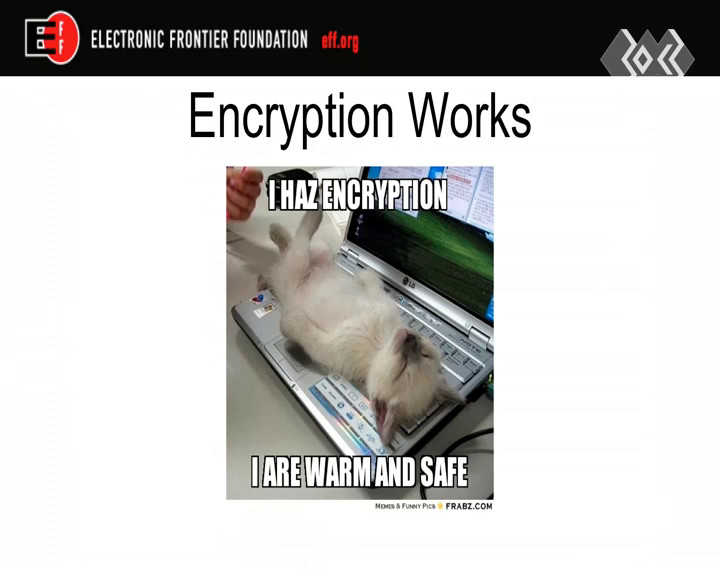 ELECTRONIC FRONTIER FOUNDATION eff.org
Encryption Works
I HAZ ENCRYPTION
LG
I ARE WARM AND SAFE
MEMES & FUNNY PICS FRABZ.COM